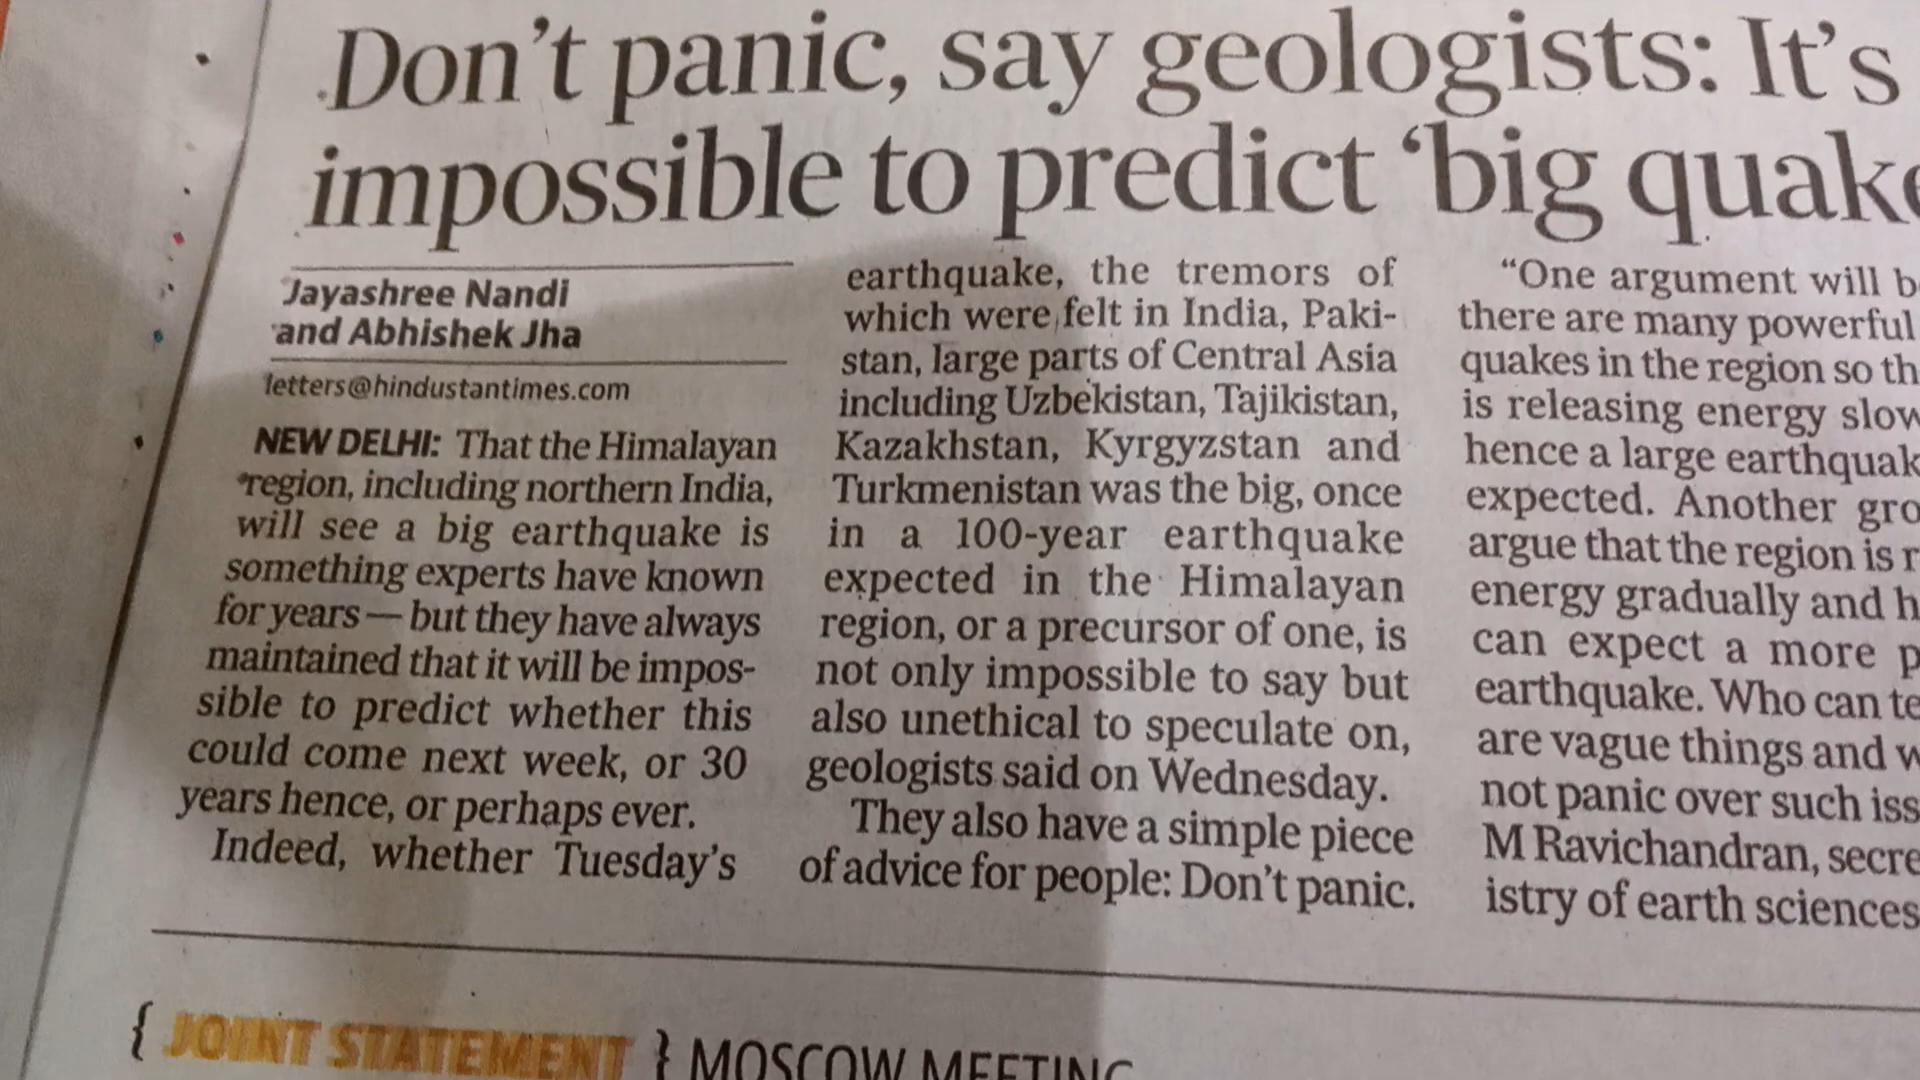 Don't panic, say geologists: It's
impossible to predict 'big
Jayashree Nandi
and Abhishek Jha
letters@hindustantimes.com
NEW DELHI: That the Himalayan
region, including northern India,
will see a big earthquake is
something experts have known
for years — but they have always
maintained that it will be impos-
sible to predict whether this
could come next week, or 30
years hence, or perhaps ever.
Indeed, whether Tuesday's
earthquake, the tremors of
which were felt in India, Paki-
stan, large parts of Central Asia
including Uzbekistan, Tajikistan,
Kazakhstan, Kyrgyzstan and
Turkmenistan was the big, once
in a 100-year earthquake
expected in the Himalayan
region, or a precursor of one, is
not only impossible to say but
also unethical to speculate on,
geologists said on Wednesday.
They also have a simple piece
of advice for people: Don't panic.
"One argument will
there are many powerful
quakes in the region so
is releasing energy
hence a large
expected. Another
argue that the region is
energy gradually and
can expect a more
earthquake. Who can
are vague things and
not panic over such
M Ravichandran,
istry of earth sciences
{ JOINT STATEMENT } MOSCOW MEETING